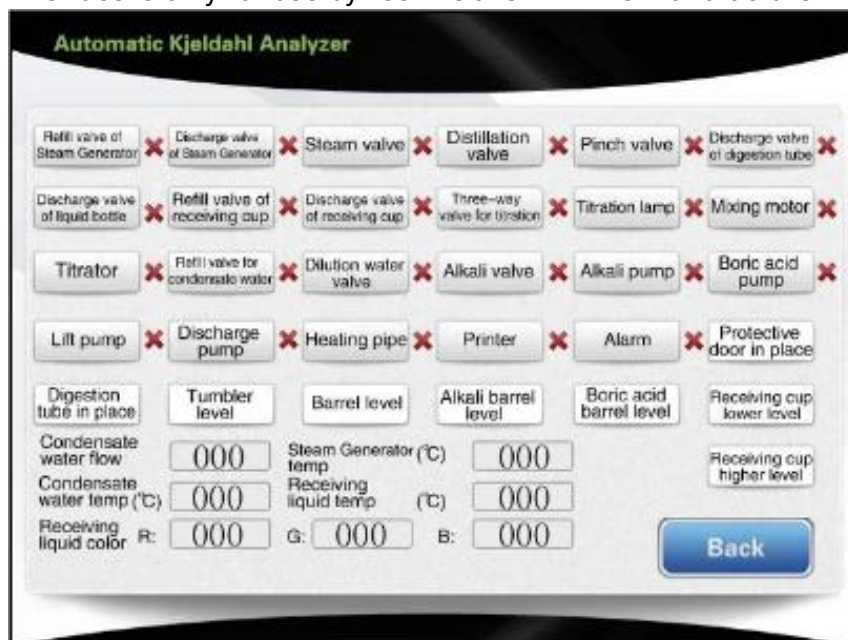 Automatic Kjeldahl Analyzer
Refill valve of
Steam Generator
Discharge valve
of Steam Generator
Steam valve
Distillation
valve
Pinch valve
Discharge valve
of digestion tube
Discharge valve
of liquid bottle
Refill valve of
receiving cup
Discharge valve
of receiving cup
Three-way
valve for titration
Titration lamp
Mixing motor
Titrator
Refill valve for
condensate water
Dilution water
valve
Alkali valve
Alkali pump
Boric acid
pump
Lift pump
Discharge
pump
Heating pipe
Printer
Alarm
Protective
door in place
Digestion
tube in place
Tumbler
level
Barrel level
Alkali barrel
level
Boric acid
barrel level
Receiving cup
lower level
Condensate
water flow
000
Steam Generator (℃)
temp
000
Receiving cup
higher level
Condensate
water temp (℃)
000
Receiving
liquid temp (℃)
000
Receiving
liquid color R: 000 G: 000 B: 000
Back